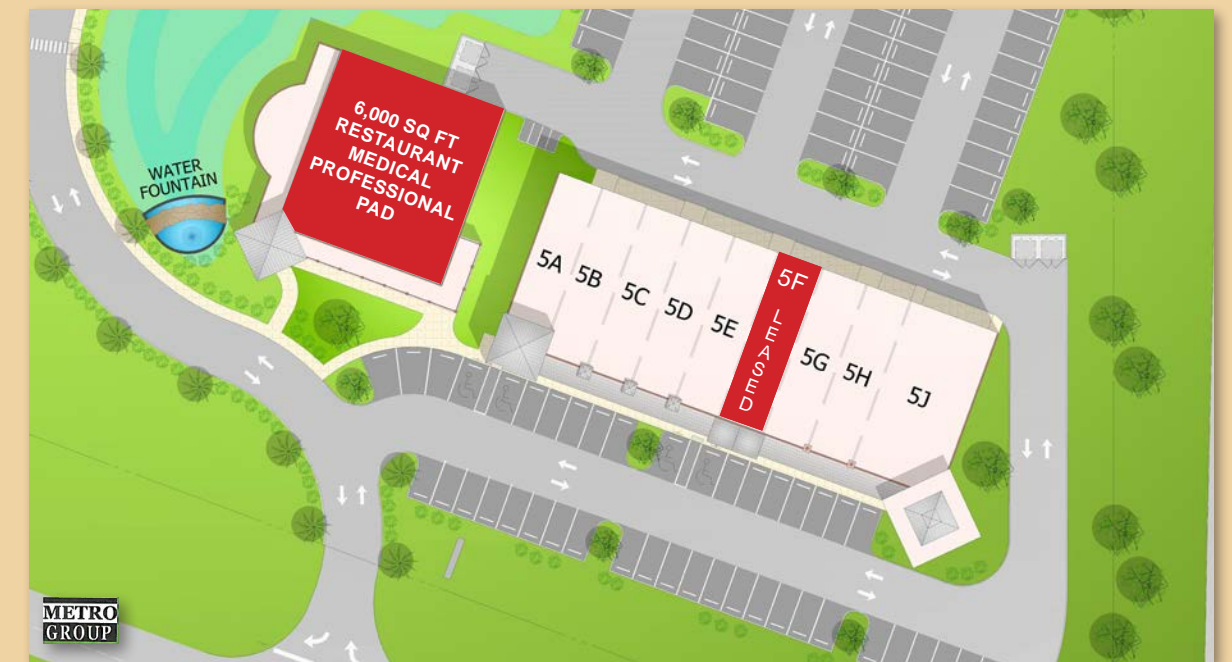 6,000 SQ FT
RESTAURANT
MEDICAL
PROFESSIONAL
PAD
WATER
FOUNTAIN
5A
5B
5C
5D
5E
5F
LEASED
5G
5H
5J
METRO
GROUP